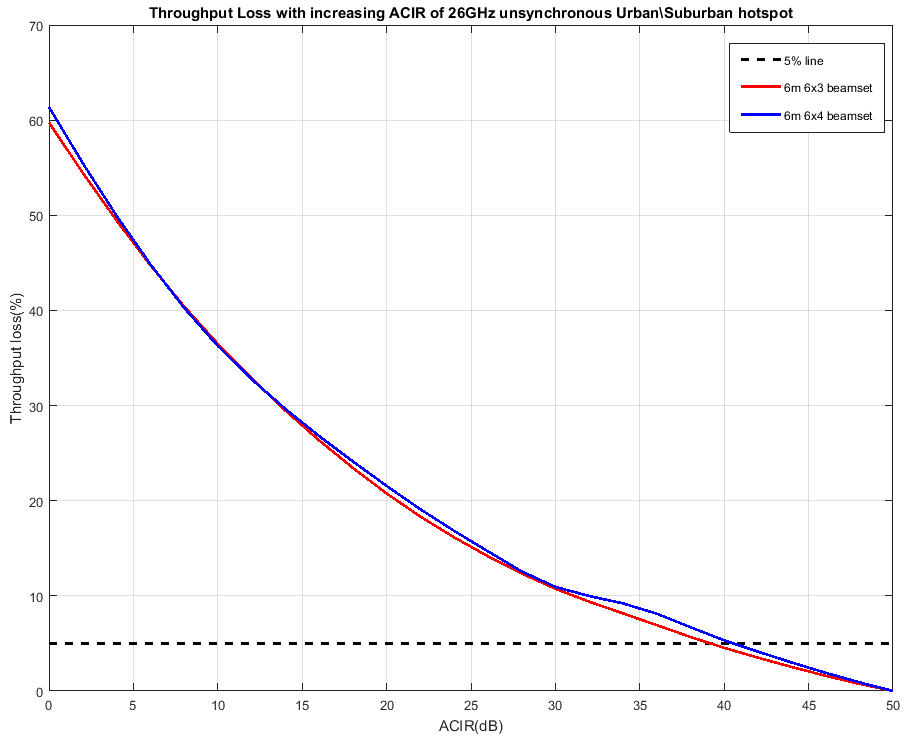 Throughput Loss with increasing ACIR of 26GHz unsynchronous Urban\Suburban hotspot
5% line
6m 6x3 beamset
6m 6x4 beamset
Throughput loss(%)
70
60
50
40
30
20
10
0
0 5 10 15 20 25 30 35 40 45 50
ACIR(dB)